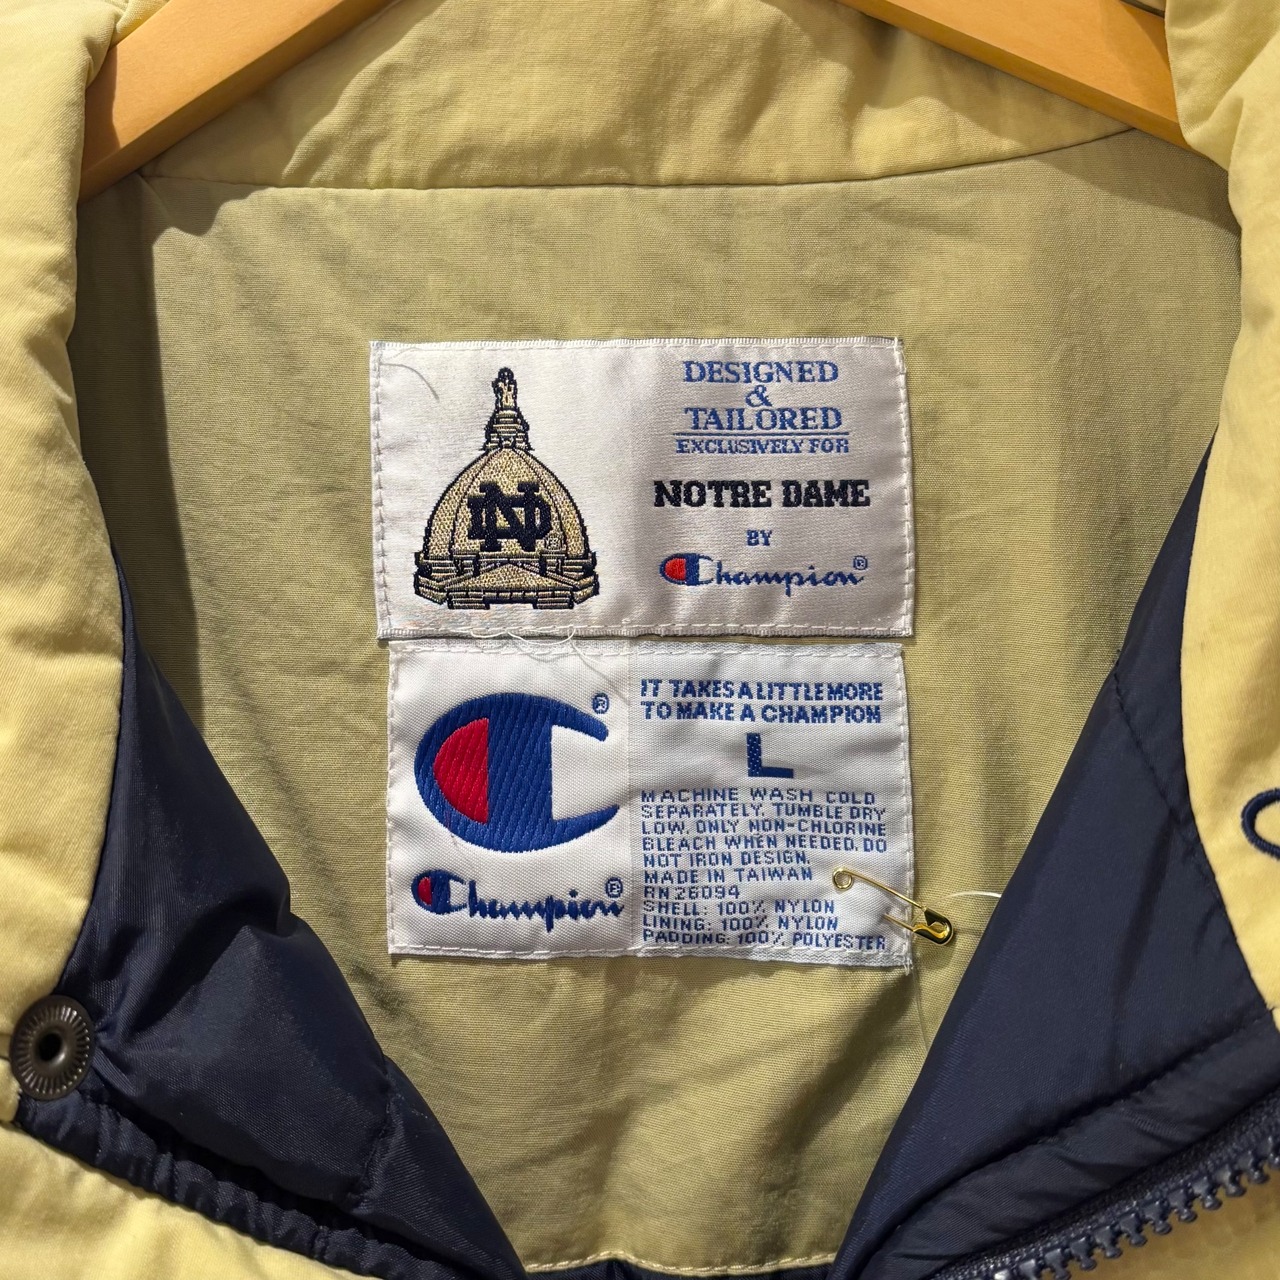 ND
®
DESIGNED
&
TAILORED
EXCLUSIVELY FOR
NOTRE DAME
BY
Champion®
®
Champion®
IT TAKES A LITTLE MORE
TO MAKE A CHAMPION
L
MACHINE WASH COLD
SEPARATELY. TUMBLE DRY
LOW. ONLY NON-CHLORINE
BLEACH WHEN NEEDED. DO
NOT IRON DESIGN.
MADE IN TAIWAN
RN 26094
SHELL: 100% NYLON
LINING: 100% NYLON
PADDING: 100% POLYESTER